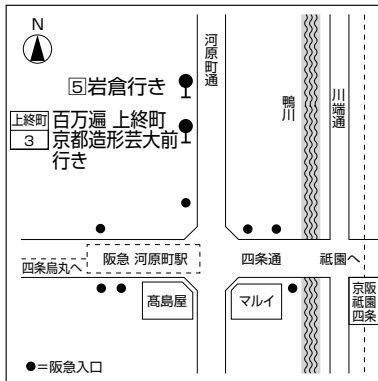 N
河原町通
5 岩倉行き
上終町
3
百万遍 上終町
京都造形芸大前
行き
鴨川
川端通
四条烏丸へ
阪急 河原町駅
四条通
祗園へ
髙島屋
マルイ
京阪
祗園
四条
●=阪急入口